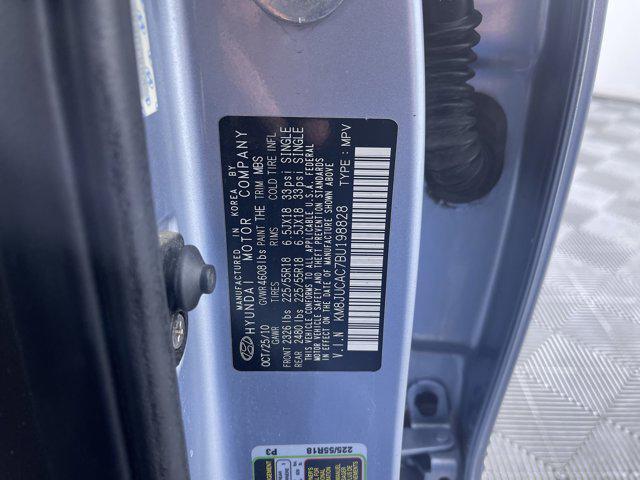 MANUFACTURED IN KOREA BY
HYUNDAI MOTOR COMPANY
OCT/25/10 GVWR 4608 lbs PAINT THE TRIM MBS
GAWR TIRES RIMS COLD TIRE INFL
FRONT 2326 lbs 225/55R18 6.5JX18 33psi SINGLE
REAR 2480 lbs 225/55R18 6.5JX18 33psi SINGLE
THIS VEHICLE CONFORMS TO ALL APPLICABLE U.S.A. FEDERAL
MOTOR VEHICLE SAFETY AND THEFT PREVENTION STANDARDS
IN EFFECT ON THE DATE OF MANUFACTURE SHOWN ABOVE
V.I.N KM8JUCAC7BU198828 TYPE: MPV
P3 225/55R18